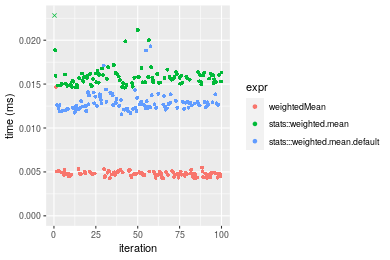 0.020
0.015
0.010
0.005
0.000
time (ms)
0
25
50
75
100
iteration
expr
weightedMean
stats::weighted.mean
stats:::weighted.mean.default